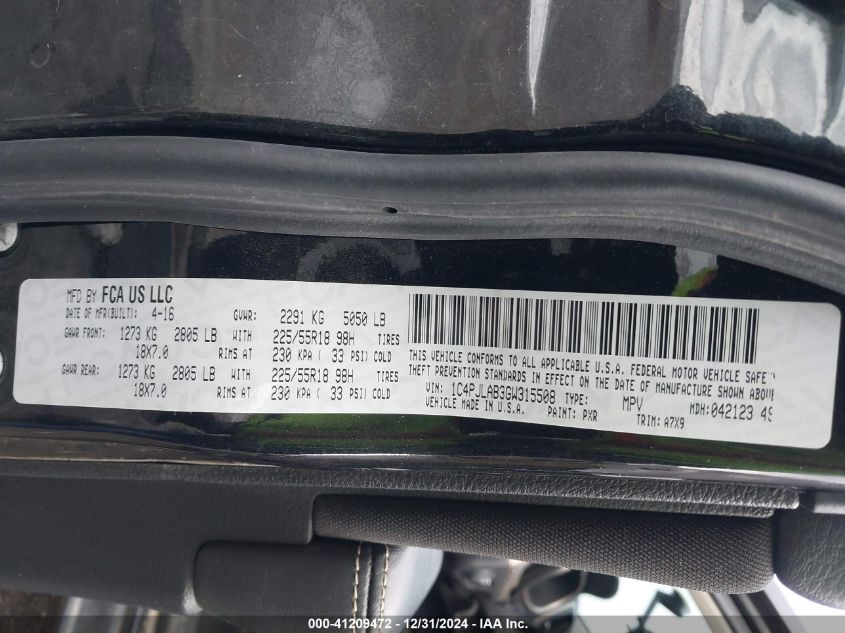 MFD BY FCA US LLC
DATE OF MFR(BUILT): 4-16 GVWR: 2291 KG 5050 LB
GAWR FRONT: 1273 KG 2805 LB WITH 225/55R18 98H TIRES
18X7.0 RIMS AT 230 KPA ( 33 PSI) COLD
GAWR REAR: 1273 KG 2805 LB WITH 225/55R18 98H TIRES
18X7.0 RIMS AT 230 KPA ( 33 PSI) COLD
THIS VEHICLE CONFORMS TO ALL APPLICABLE U.S.A. FEDERAL MOTOR VEHICLE SAFE
THEFT PREVENTION STANDARDS IN EFFECT ON THE DATE OF MANUFACTURE SHOWN ABOV
VIN: 1C4PJLAB3GW315508 TYPE: MPV MDH: 042123 49
VEHICLE MADE IN U.S.A. PAINT: PXR TRIM: A7X9
000-41209472 - 12/31/2024 - IAA Inc.